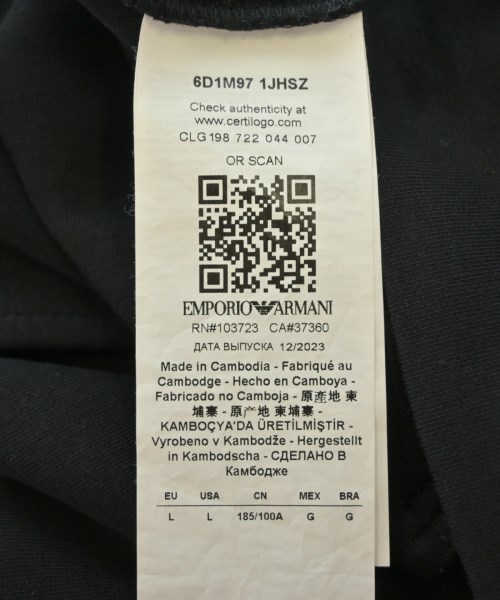 6D1M97 1JHSZ
Check authenticity at
www.certilogo.com
CLG 198 722 044 007
OR SCAN
EMPORIO ARMANI
RN#103723 CA#37360
ДАТА ВЫПУСКА 12/2023
Made in Cambodia - Fabriqué au
Cambodge - Hecho en Camboya -
Fabricado no Camboja - 原產地 柬
埔寨 - 原产地 柬埔寨 -
KAMBOÇYA'DA ÜRETİLMİŞTİR -
Vyrobeno v Kambodže - Hergestellt
in Kambodscha - СДЕЛАНО В
Камбодже
EU USA CN MEX BRA
L L 185/100A G G